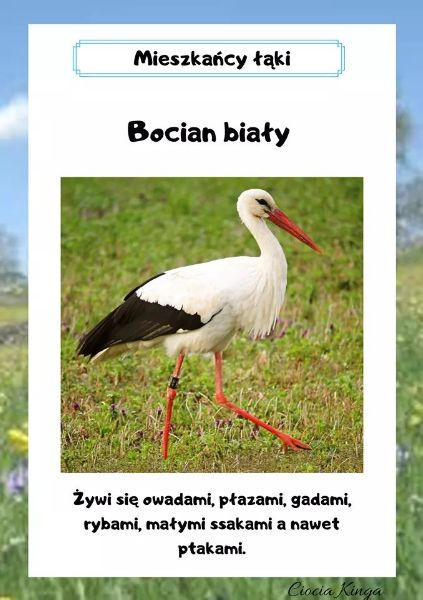 Mieszkańcy łąki
Bocian biały
Żywi się owadami, płazami, gadami,
rybami, małymi ssakami a nawet
ptakami.
Ciocia Kinga